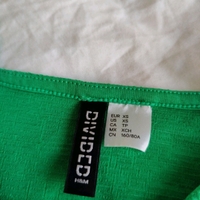 DIVIDED
H&M
EUR XS
US XS
CA TP
MX XCH
CN 160/80A